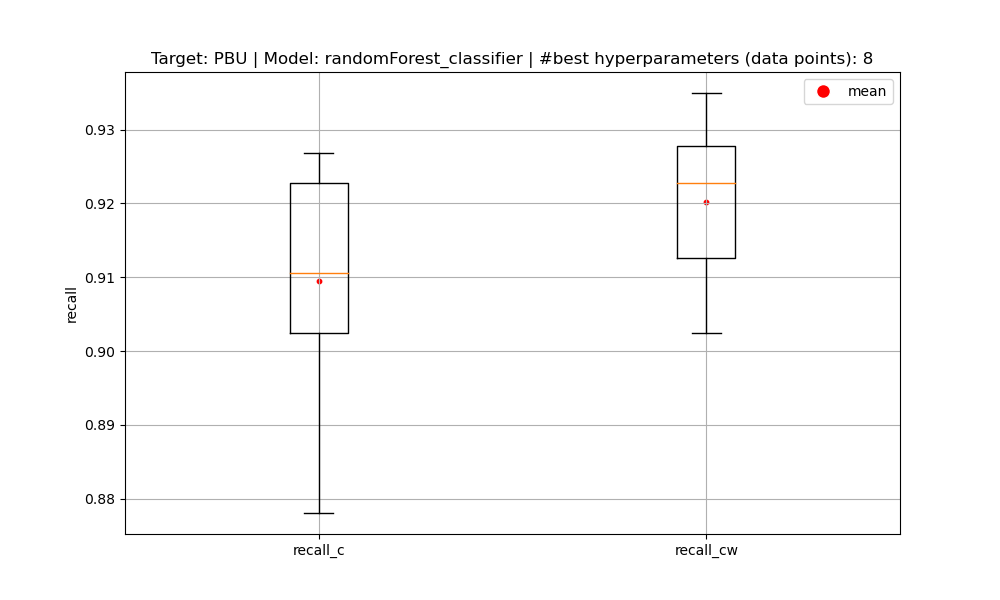 Target: PBU | Model: randomForest_classifier | #best hyperparameters (data points): 8
mean
0.93
0.92
0.91
0.90
0.89
0.88
recall
recall_c
recall_cw